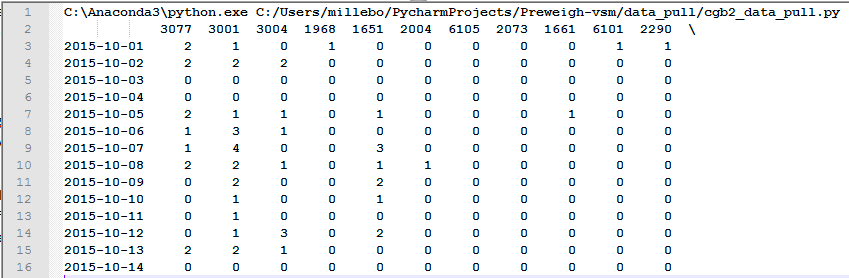 1 C:\Anaconda3\python.exe C:/Users/millebo/PycharmProjects/Preweigh-vsm/data_pull/cgb2_data_pull.py
2 3077 3001 3004 1968 1651 2004 6105 2073 1661 6101 2290 \
3 2015-10-01 2 1 0 1 0 0 0 0 0 1 1
4 2015-10-02 2 2 2 0 0 0 0 0 0 0 0
5 2015-10-03 0 0 0 0 0 0 0 0 0 0 0
6 2015-10-04 0 0 0 0 0 0 0 0 0 0 0
7 2015-10-05 2 1 1 0 1 0 0 0 1 0 0
8 2015-10-06 1 3 1 0 0 0 0 0 0 0 0
9 2015-10-07 1 4 0 0 3 0 0 0 0 0 0
10 2015-10-08 2 2 1 0 1 1 0 0 0 0 0
11 2015-10-09 0 2 0 0 2 0 0 0 0 0 0
12 2015-10-10 0 1 0 0 1 0 0 0 0 0 0
13 2015-10-11 0 1 0 0 0 0 0 0 0 0 0
14 2015-10-12 0 1 3 0 2 0 0 0 0 0 0
15 2015-10-13 2 2 1 0 0 0 0 0 0 0 0
16 2015-10-14 0 0 0 0 0 0 0 0 0 0 0